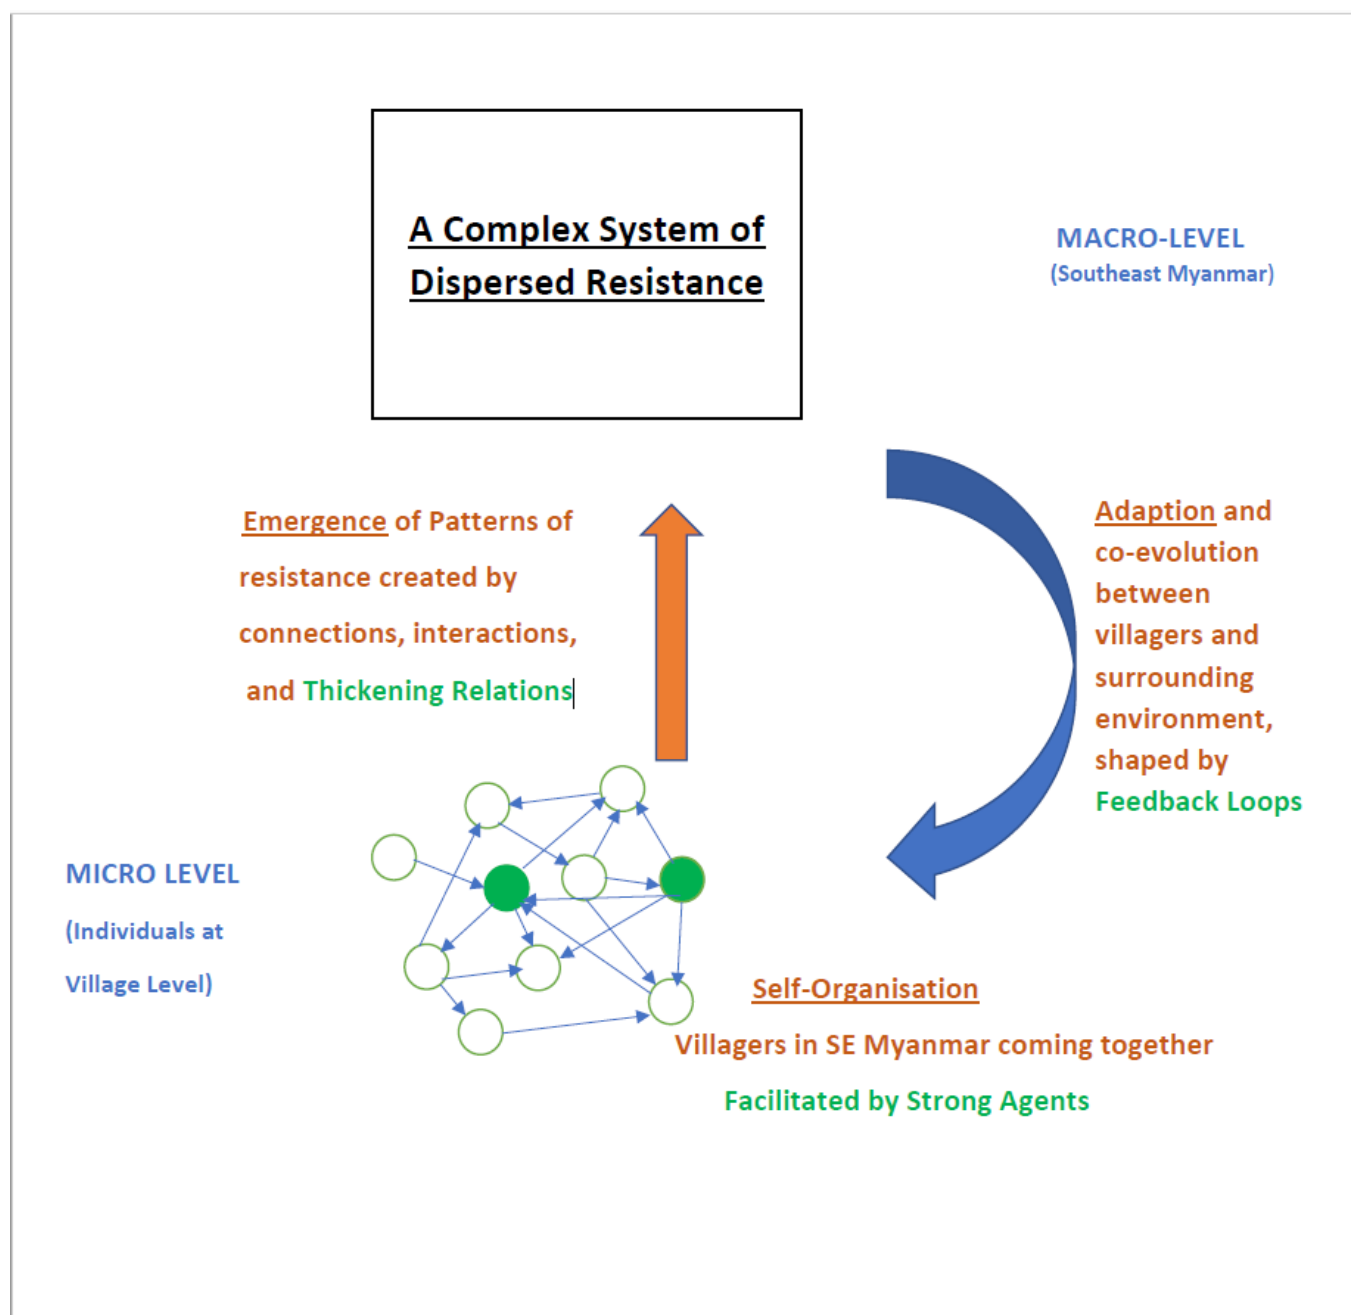 A Complex System of
Dispersed Resistance
MACRO-LEVEL
(Southeast Myanmar)
Emergence of Patterns of
resistance created by
connections, interactions,
and Thickening Relations
Adaption and
co-evolution
between
villagers and
surrounding
environment,
shaped by
Feedback Loops
MICRO LEVEL
(Individuals at
Village Level)
Self-Organisation
Villagers in SE Myanmar coming together
Facilitated by Strong Agents